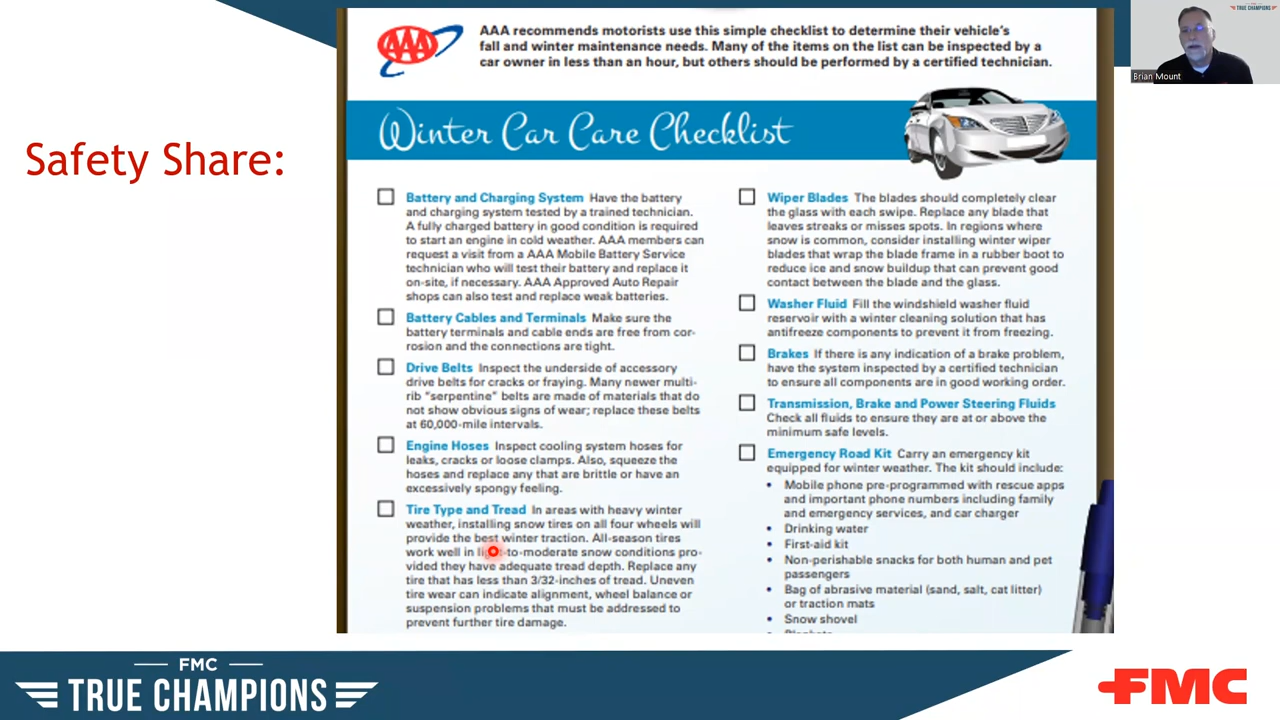 TRUE CHAMPIONS
Brian Mount
Safety Share:
AAA
AAA recommends motorists use this simple checklist to determine their vehicle's
fall and winter maintenance needs. Many of the items on the list can be inspected by a
car owner in less than an hour, but others should be performed by a certified technician.
Winter Car Care Checklist
Battery and Charging System Have the battery
and charging system tested by a trained technician.
A fully charged battery in good condition is required
to start an engine in cold weather. AAA members can
request a visit from a AAA Mobile Battery Service
technician who will test their battery and replace it
on-site, if necessary. AAA Approved Auto Repair
shops can also test and replace weak batteries.
Battery Cables and Terminals Make sure the
battery terminals and cable ends are free from cor-
rosion and the connections are tight.
Drive Belts Inspect the underside of accessory
drive belts for cracks or fraying. Many newer multi-
rib "serpentine" belts are made of materials that do
not show obvious signs of wear; replace these belts
at 60,000-mile intervals.
Engine Hoses Inspect cooling system hoses for
leaks, cracks or loose clamps. Also, squeeze the
hoses and replace any that are brittle or have an
excessively spongy feeling.
Tire Type and Tread In areas with heavy winter
weather, installing snow tires on all four wheels will
provide the best winter traction. All-season tires
work well in light-to-moderate snow conditions pro-
vided they have adequate tread depth. Replace any
tire that has less than 3/32-inches of tread. Uneven
tire wear can indicate alignment, wheel balance or
suspension problems that must be addressed to
prevent further tire damage.
Wiper Blades The blades should completely clear
the glass with each swipe. Replace any blade that
leaves streaks or misses spots. In regions where
snow is common, consider installing winter wiper
blades that wrap the blade frame in a rubber boot to
reduce ice and snow buildup that can prevent good
contact between the blade and the glass.
Washer Fluid Fill the windshield washer fluid
reservoir with a winter cleaning solution that has
antifreeze components to prevent it from freezing.
Brakes If there is any indication of a brake problem,
have the system inspected by a certified technician
to ensure all components are in good working order.
Transmission, Brake and Power Steering Fluids
Check all fluids to ensure they are at or above the
minimum safe levels.
Emergency Road Kit Carry an emergency kit
equipped for winter weather. The kit should include:
• Mobile phone pre-programmed with rescue apps
and important phone numbers including family
and emergency services, and car charger
• Drinking water
• First-aid kit
• Non-perishable snacks for both human and pet
passengers
• Bag of abrasive material (sand, salt, cat litter)
or traction mats
• Snow shovel
FMC
TRUE CHAMPIONS
FMC